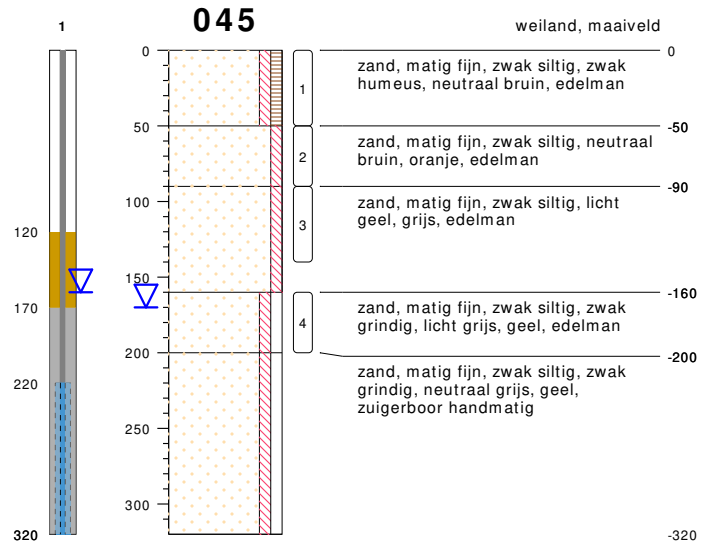 045
1
weiland, maaiveld
0
0
zand, matig fijn, zwak siltig, zwak
humeus, neutraal bruin, edelman
1
50
-50
zand, matig fijn, zwak siltig, neutraal
bruin, oranje, edelman
2
-90
100
zand, matig fijn, zwak siltig, licht
geel, grijs, edelman
3
120
150
-160
170
zand, matig fijn, zwak siltig, zwak
grindig, licht grijs, geel, edelman
4
200
-200
zand, matig fijn, zwak siltig, zwak
grindig, neutraal grijs, geel,
zuigerboor handmatig
220
250
300
320
-320